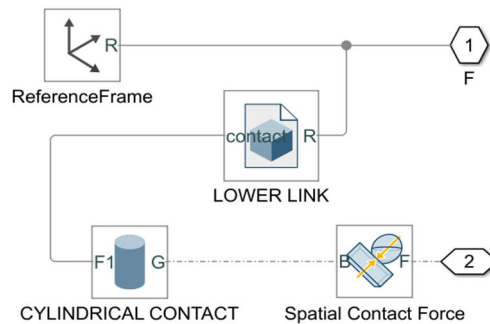 R
1
F
ReferenceFrame
contact R
LOWER LINK
F1 G B F 2
CYLINDRICAL CONTACT Spatial Contact Force